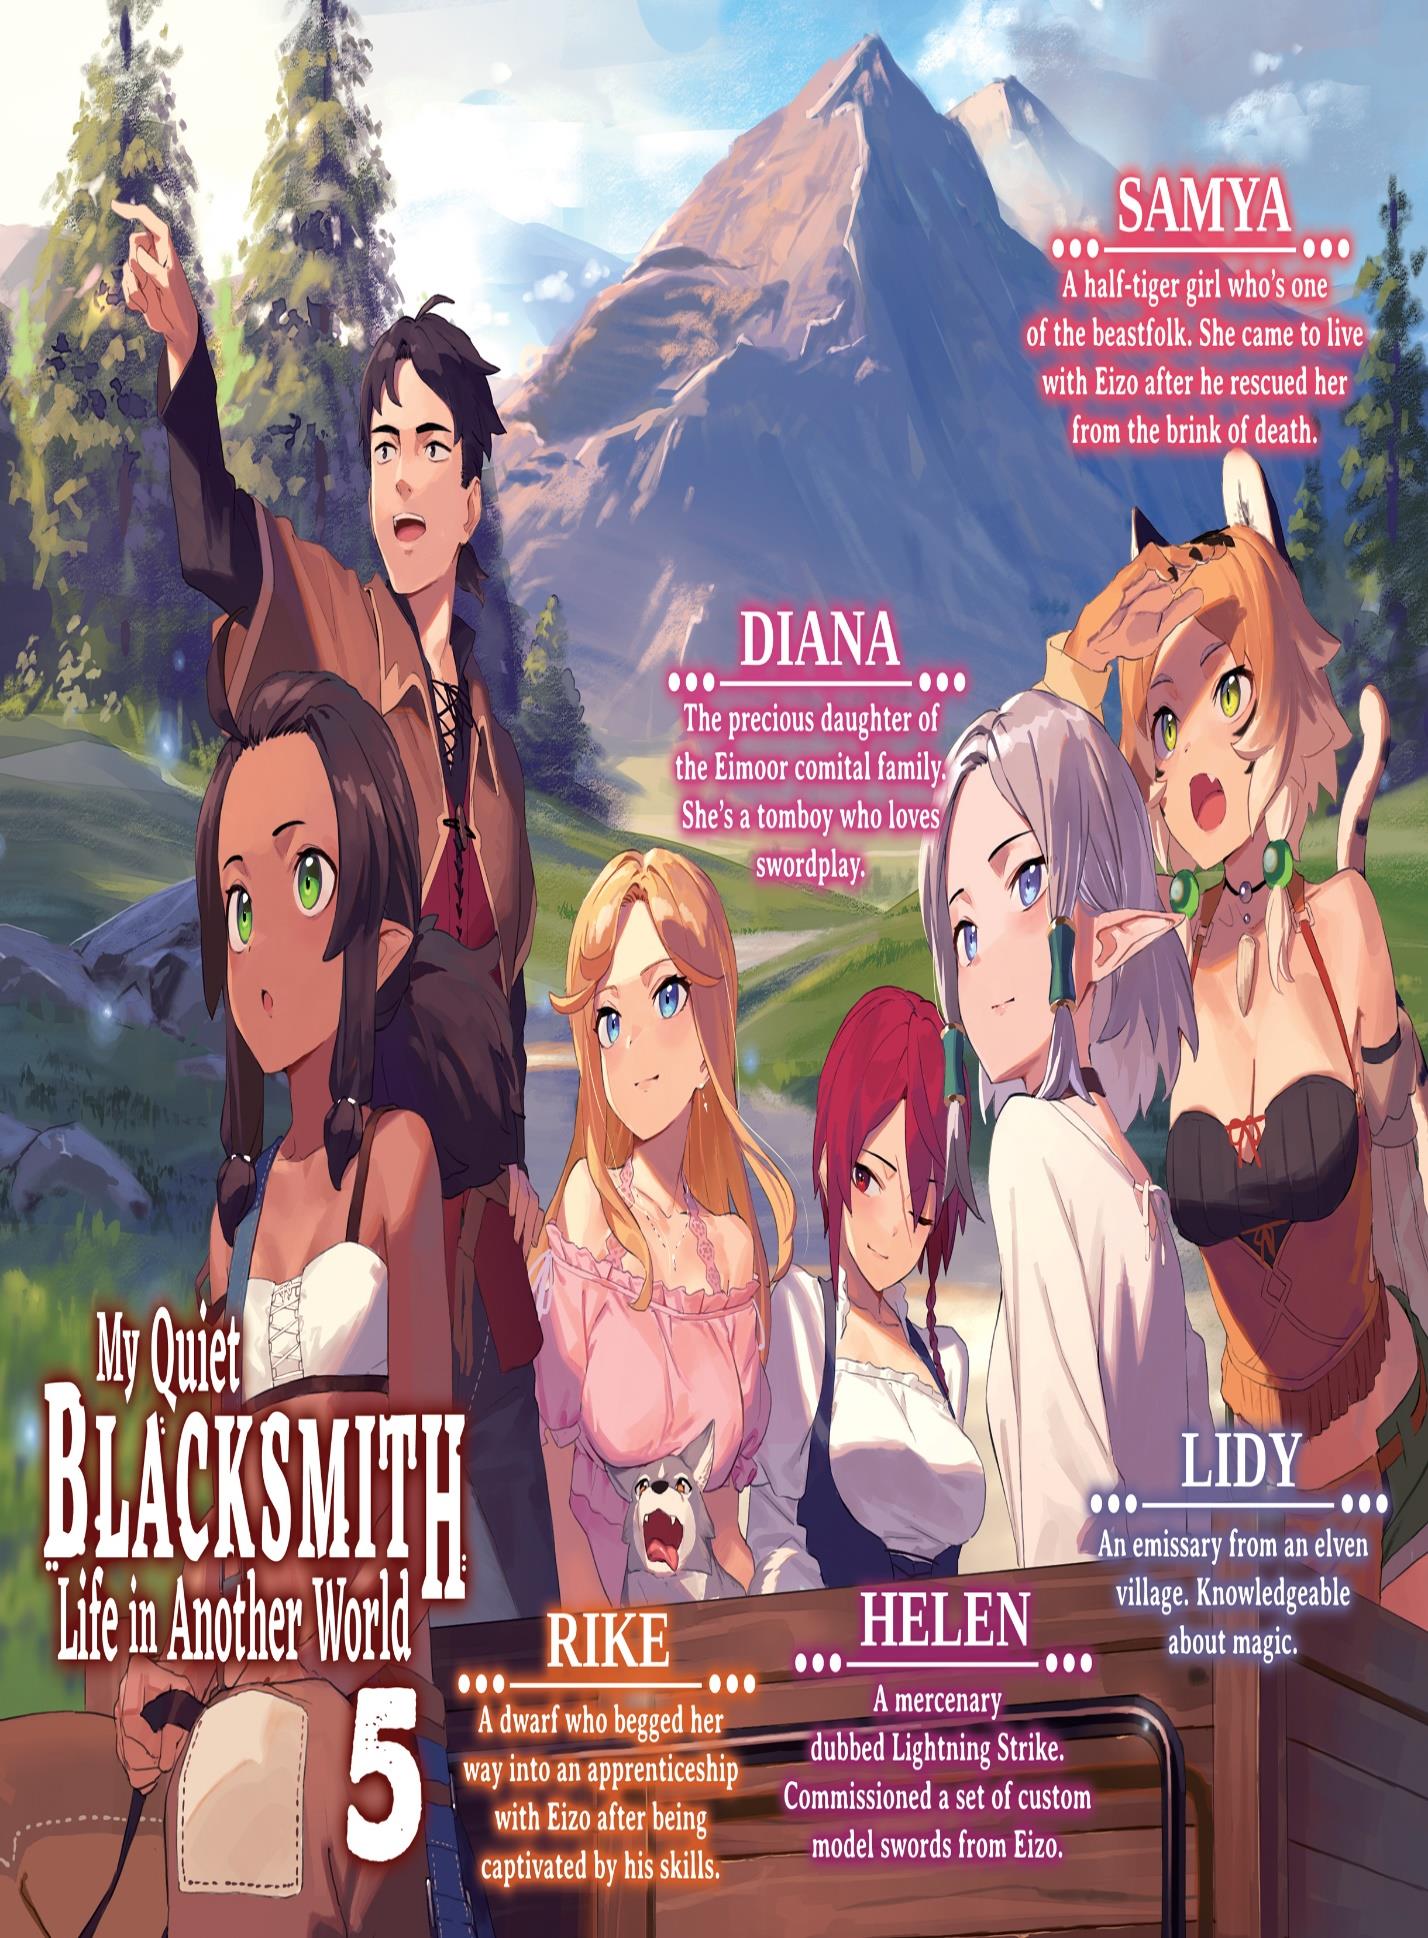 SAMYA
A half-tiger girl who's one
of the beastfolk. She came to live
with Eizo after he rescued her
from the brink of death.
DIANA
The precious daughter of
the Eimoor comital family.
She's a tomboy who loves
swordplay.
My Quiet
BLACKSMITH
Life in Another World
5
LIDY
An emissary from an elven
village. Knowledgeable
about magic.
RIKE
A dwarf who begged her
way into an apprenticeship
with Eizo after being
captivated by his skills.
HELEN
A mercenary
dubbed Lightning Strike.
Commissioned a set of custom
model swords from Eizo.